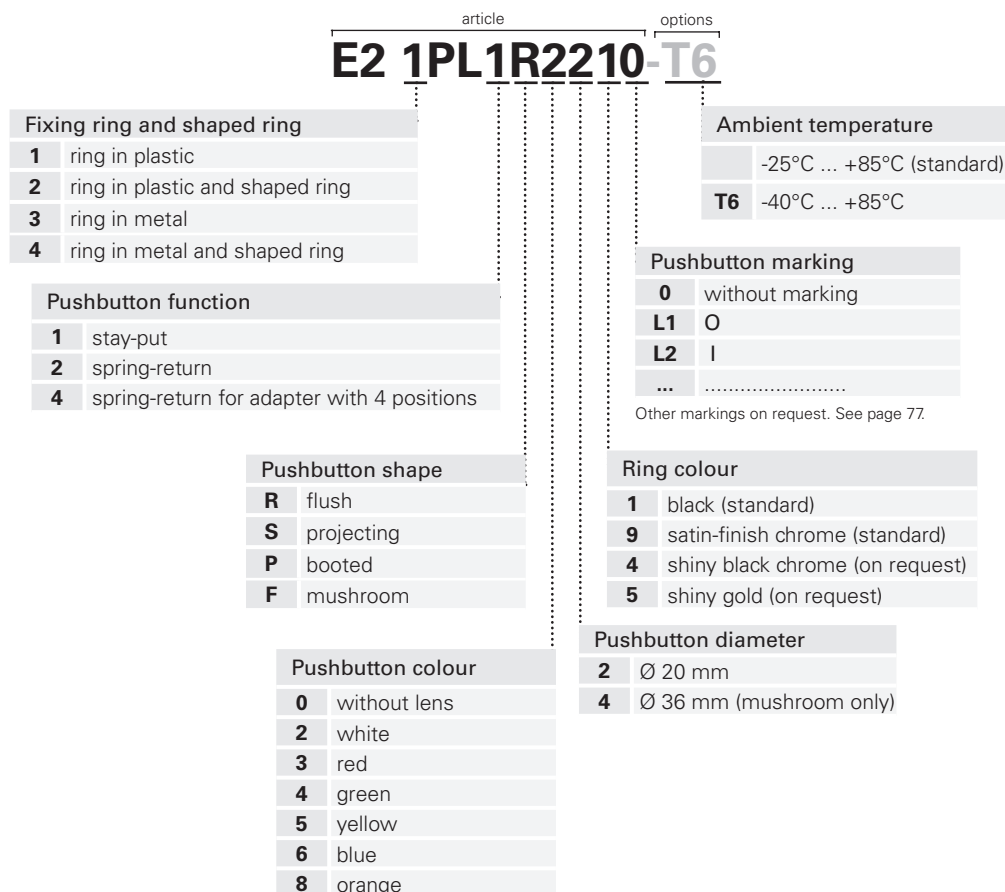 article options
E2 1PL1R2210-T6
Fixing ring and shaped ring
1 ring in plastic
2 ring in plastic and shaped ring
3 ring in metal
4 ring in metal and shaped ring
Pushbutton function
1 stay-put
2 spring-return
4 spring-return for adapter with 4 positions
Pushbutton shape
R flush
S projecting
P booted
F mushroom
Pushbutton colour
0 without lens
2 white
3 red
4 green
5 yellow
6 blue
8 orange
Ambient temperature
-25°C ... +85°C (standard)
T6 -40°C ... +85°C
Pushbutton marking
0 without marking
L1 O
L2 I
... ........................
Other markings on request. See page 77.
Ring colour
1 black (standard)
9 satin-finish chrome (standard)
4 shiny black chrome (on request)
5 shiny gold (on request)
Pushbutton diameter
2 Ø 20 mm
4 Ø 36 mm (mushroom only)